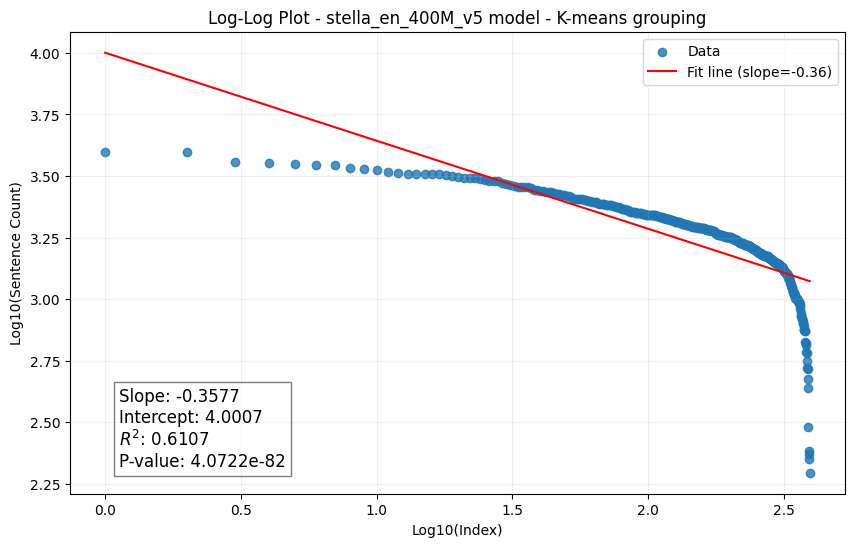 Log-Log Plot - stella_en_400M_v5 model - K-means grouping
Data
Fit line (slope=-0.36)
4.00
3.75
3.50
3.25
3.00
2.75
2.50
2.25
Log10(Sentence Count)
Slope: -0.3577
Intercept: 4.0007
R²: 0.6107
P-value: 4.0722e-82
0.0 0.5 1.0 1.5 2.0 2.5
Log10(Index)